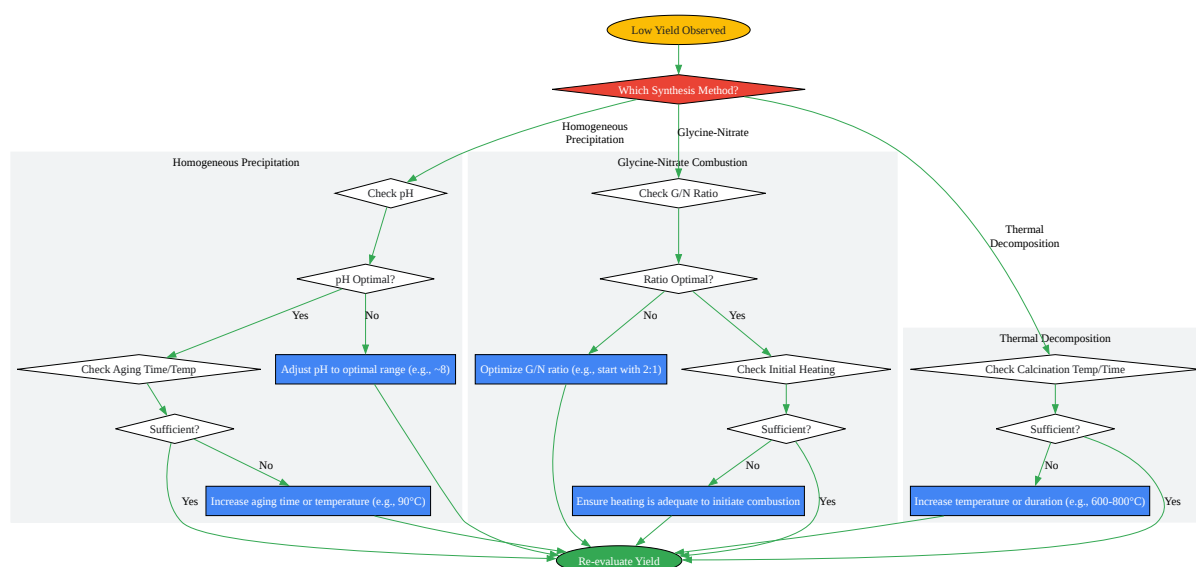 Low Yield Observed
Which Synthesis Method?
Homogeneous
Precipitation
Glycine-Nitrate
Thermal
Decomposition
Homogeneous Precipitation
Check pH
pH Optimal?
Yes
No
Check Aging Time/Temp
Adjust pH to optimal range (e.g., ~8)
Sufficient?
No
Yes
Increase aging time or temperature (e.g., 90°C)
Glycine-Nitrate Combustion
Check G/N Ratio
Ratio Optimal?
No
Yes
Optimize G/N ratio (e.g., start with 2:1)
Check Initial Heating
Sufficient?
No
Yes
Ensure heating is adequate to initiate combustion
Thermal Decomposition
Check Calcination Temp/Time
Sufficient?
No
Yes
Increase temperature or duration (e.g., 600-800°C)
Re-evaluate Yield